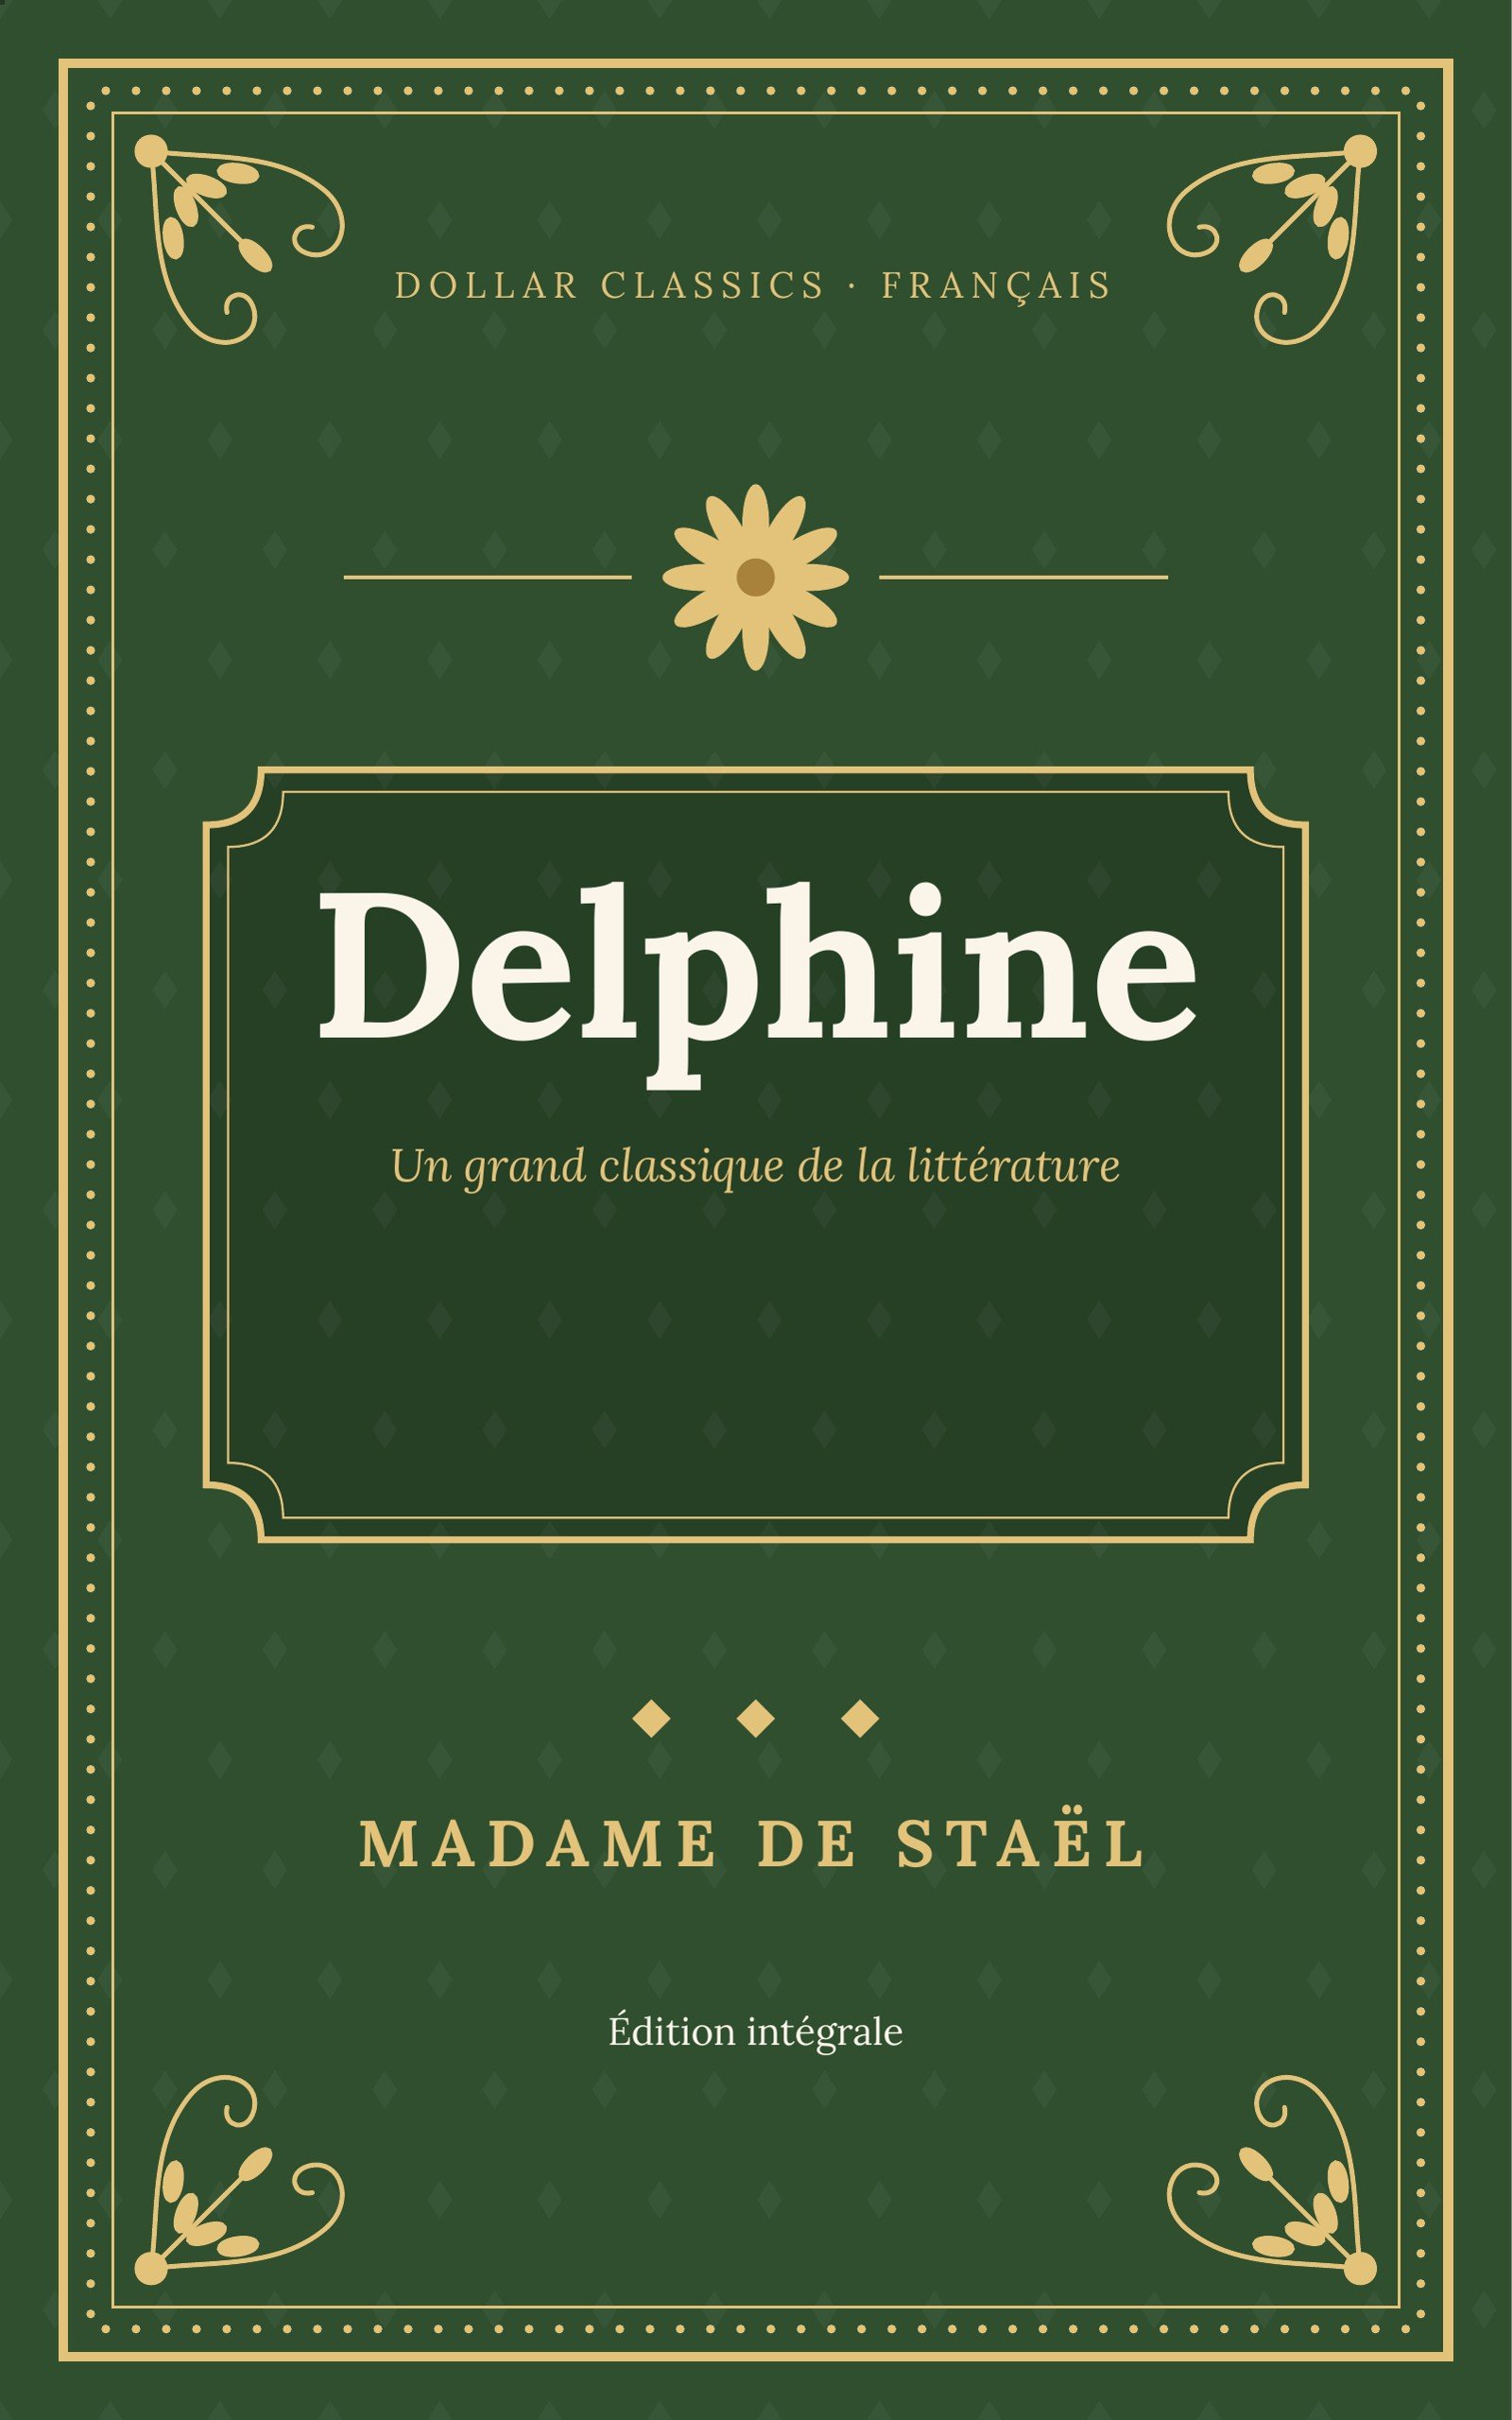 DOLLAR CLASSICS · FRANÇAIS
Delphine
Un grand classique de la littérature
MADAME DE STAËL
Édition intégrale